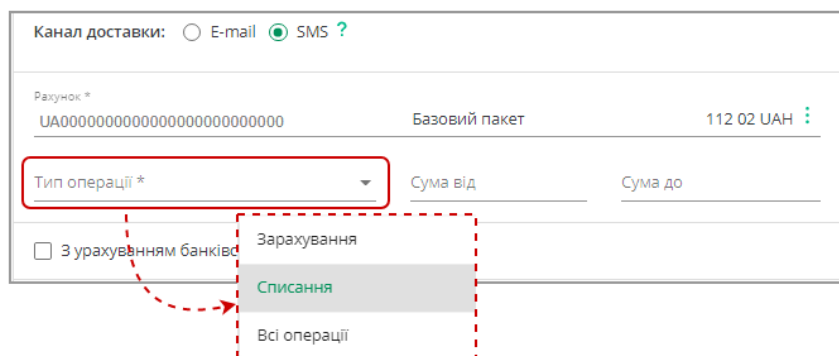 Канал доставки: E-mail SMS ?
Рахунок *
UA0000000000000000000000000 Базовий пакет 112 02 UAH
Тип операції * Сума від Сума до
З урахуванням банківс
Зарахування
Списання
Всі операції